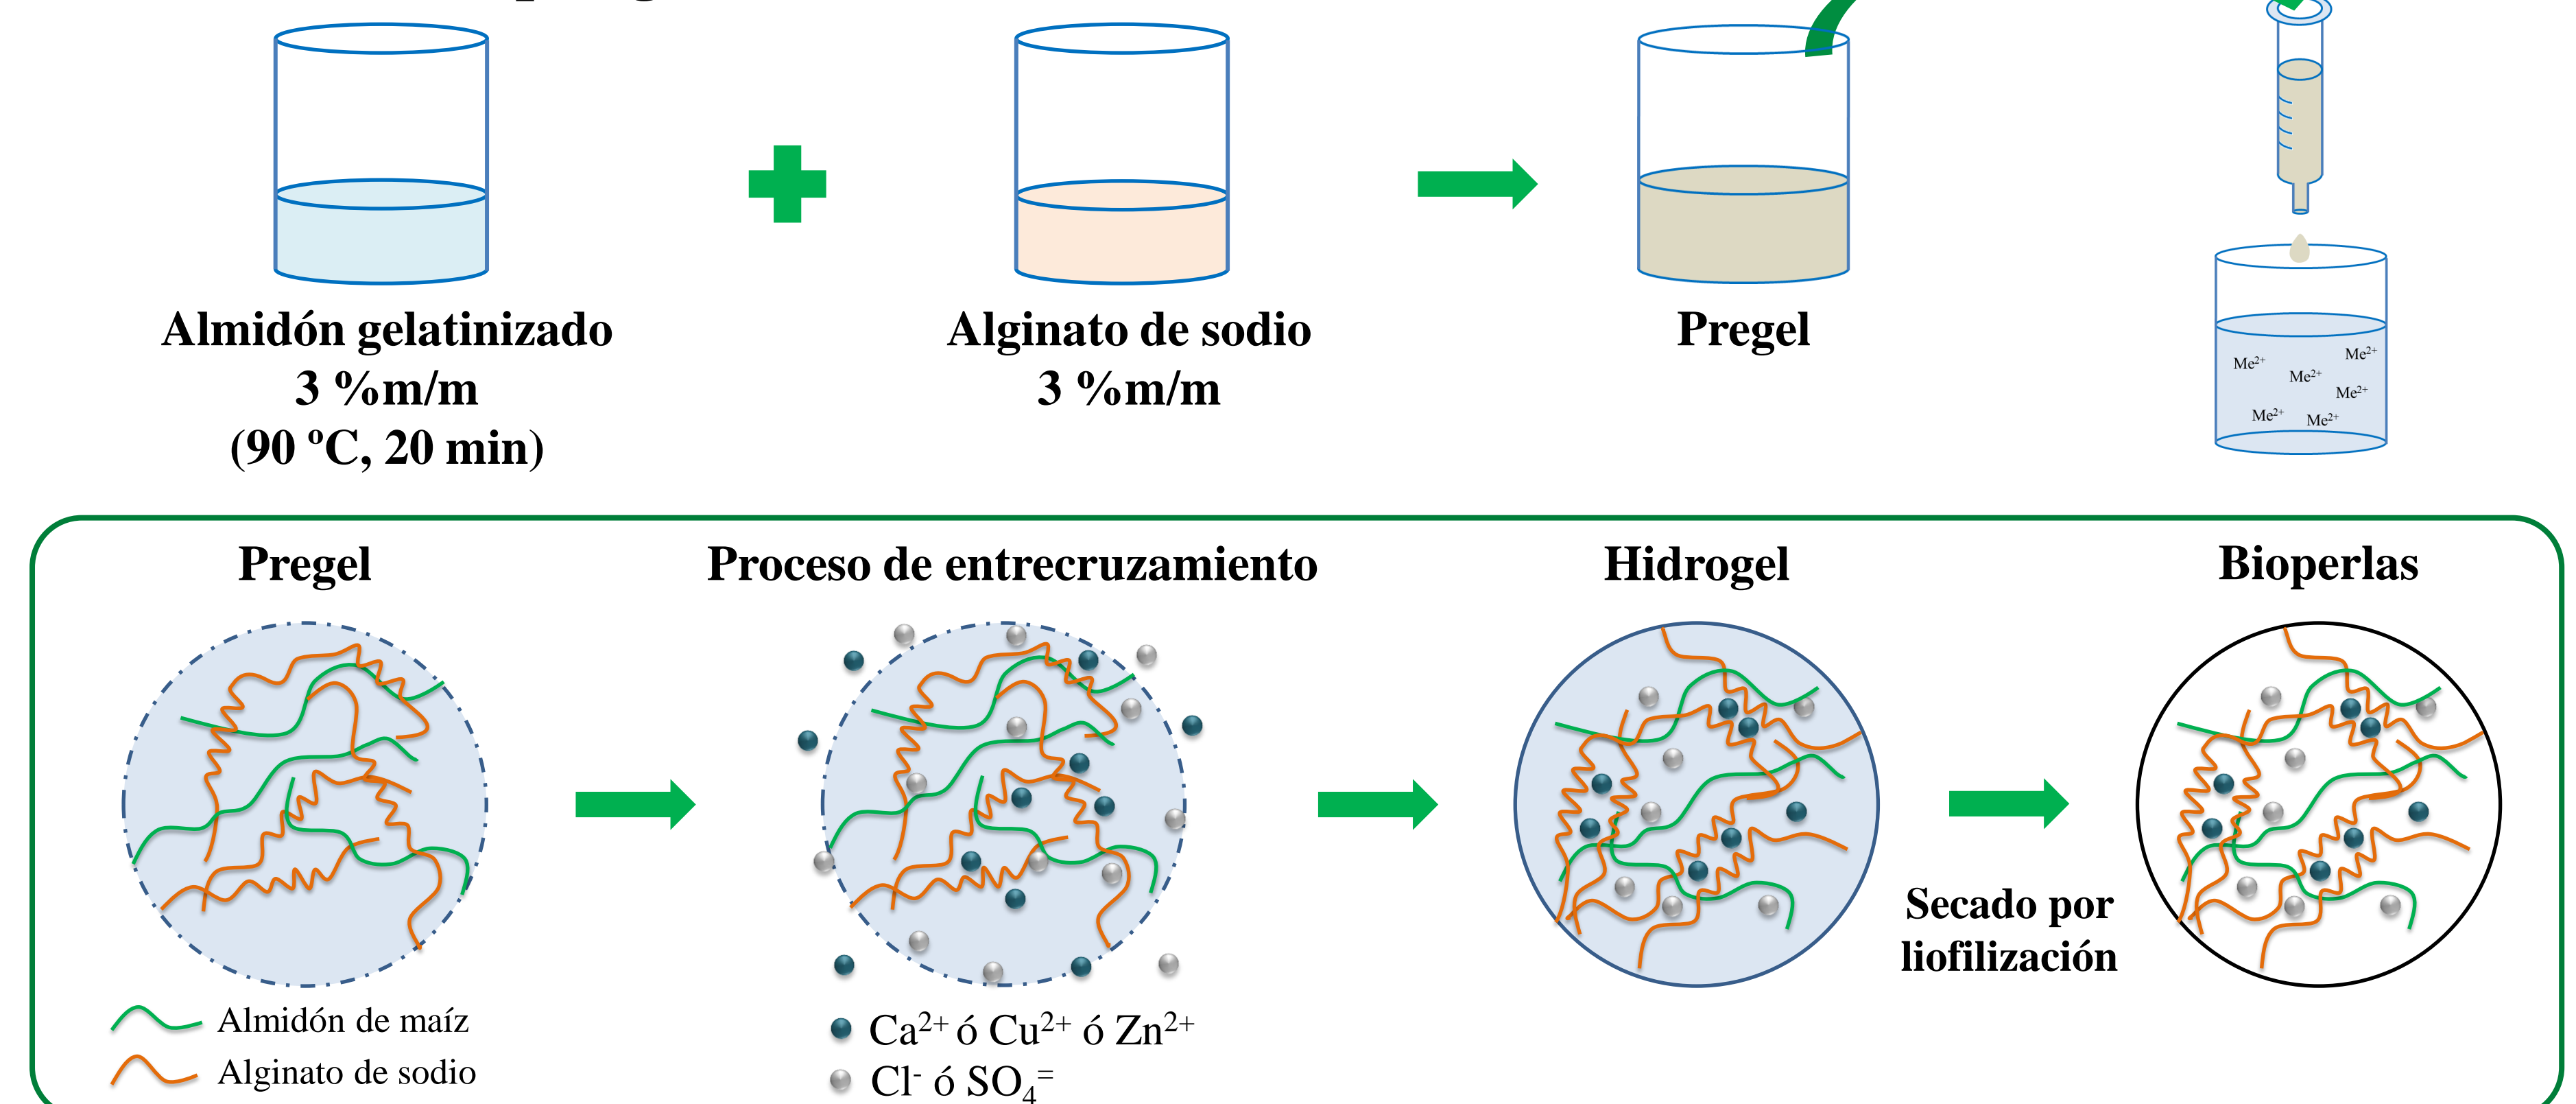 Almidón gelatinizado
3 %m/m
(90 ºC, 20 min)
Alginato de sodio
3 %m/m
Pregel
Me²⁺
Me²⁺
Me²⁺
Me²⁺
Me²⁺
Me²⁺
Pregel
Proceso de entrecruzamiento
Hidrogel
Bioperlas
Secado por
liofilización
Almidón de maíz
Alginato de sodio
Ca²⁺ ó Cu²⁺ ó Zn²⁺
Cl⁻ ó SO₄⁼